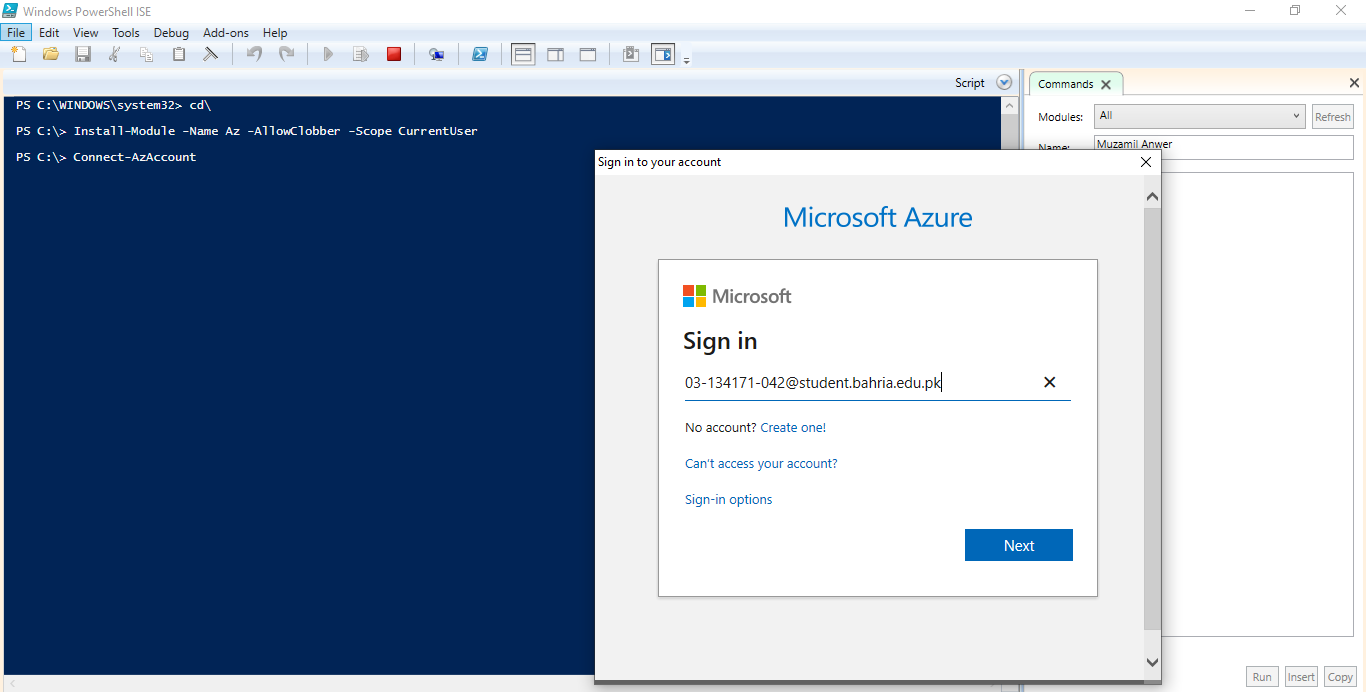 Windows PowerShell ISE
File Edit View Tools Debug Add-ons Help
Script
PS C:\WINDOWS\system32> cd\
PS C:\> Install-Module -Name Az -AllowClobber -Scope CurrentUser
PS C:\> Connect-AzAccount
Commands
Modules: All Refresh
Name: Muzamil Anwer
Sign in to your account
Microsoft Azure
Microsoft
Sign in
03-134171-042@student.bahria.edu.pk
No account? Create one!
Can't access your account?
Sign-in options
Next
Run Insert Copy